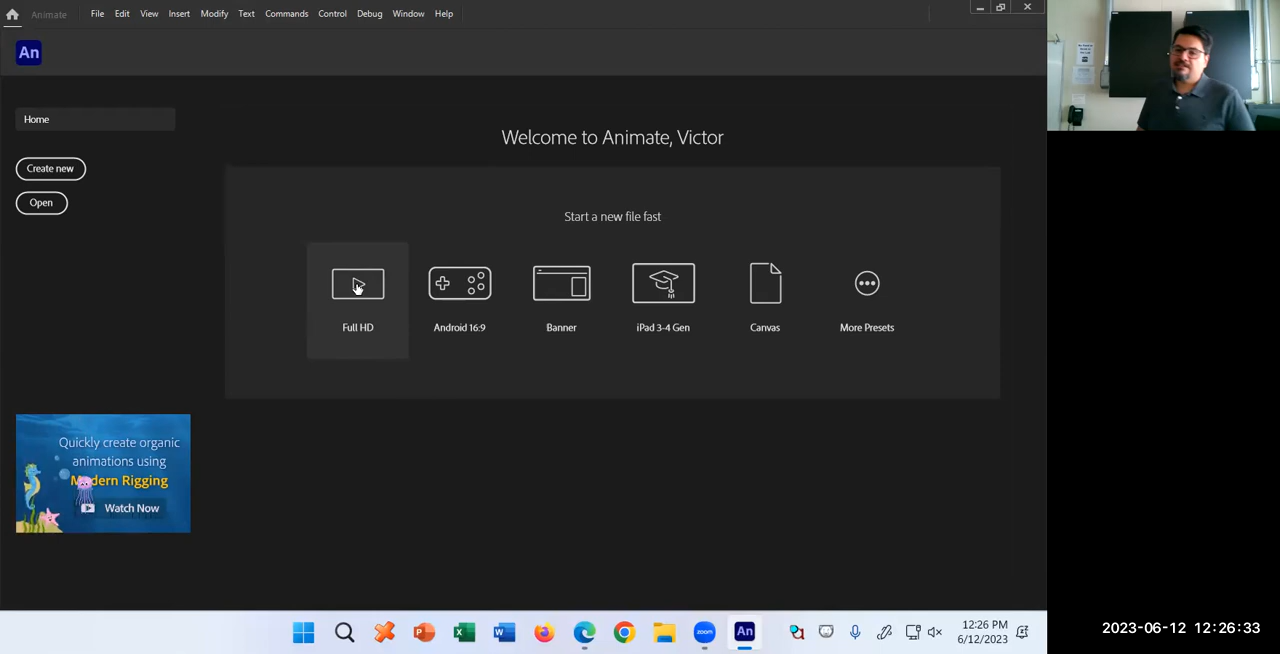 Animate File Edit View Insert Modify Text Commands Control Debug Window Help
An
Home
Create new
Open
Welcome to Animate, Victor
Start a new file fast
Full HD
Android 16:9
Banner
iPad 3-4 Gen
Canvas
More Presets
Quickly create organic
animations using
Modern Rigging
Watch Now
zoom
An
12:26 PM
6/12/2023
2023-06-12 12:26:33